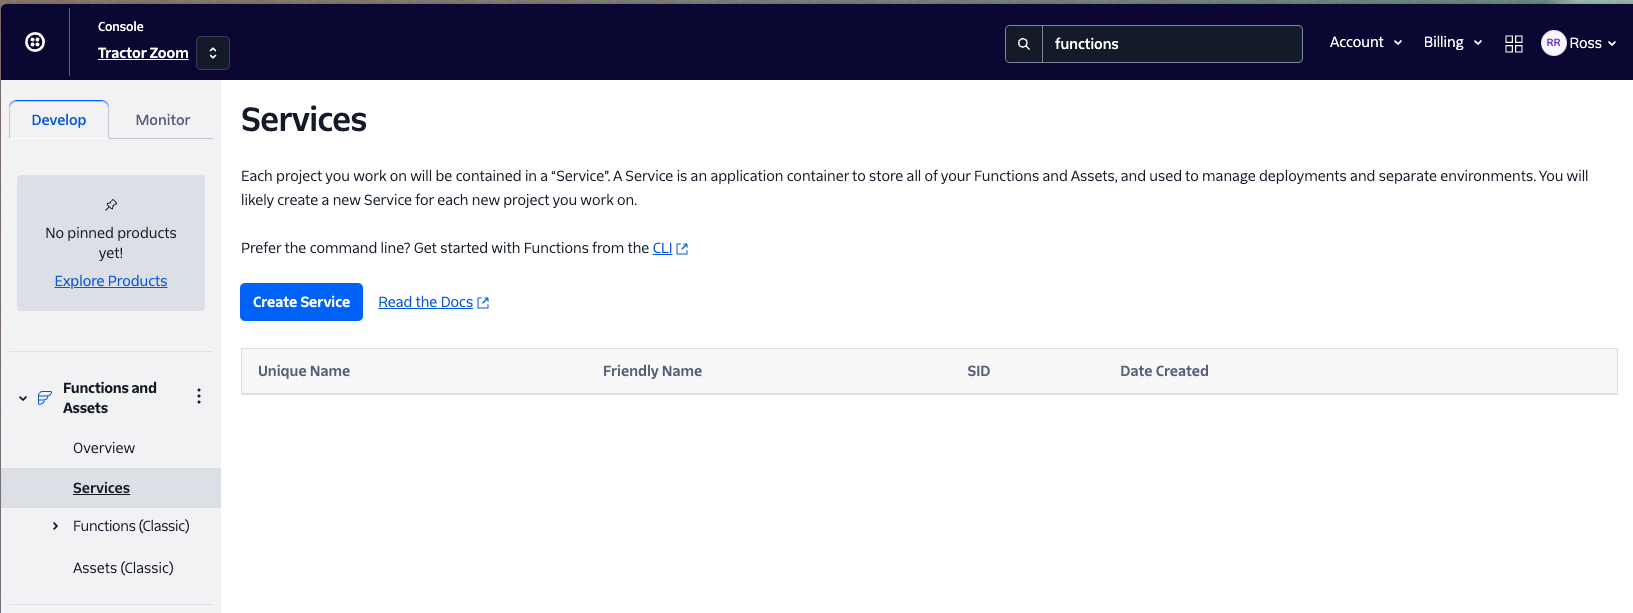 Console
Tractor Zoom
functions
Account
Billing
RR
Ross
Develop
Monitor
No pinned products
yet!
Explore Products
Functions and
Assets
Overview
Services
Functions (Classic)
Assets (Classic)
Services
Each project you work on will be contained in a “Service”. A Service is an application container to store all of your Functions and Assets, and used to manage deployments and separate environments. You will
likely create a new Service for each new project you work on.
Prefer the command line? Get started with Functions from the CLI
Create Service
Read the Docs
Unique Name
Friendly Name
SID
Date Created